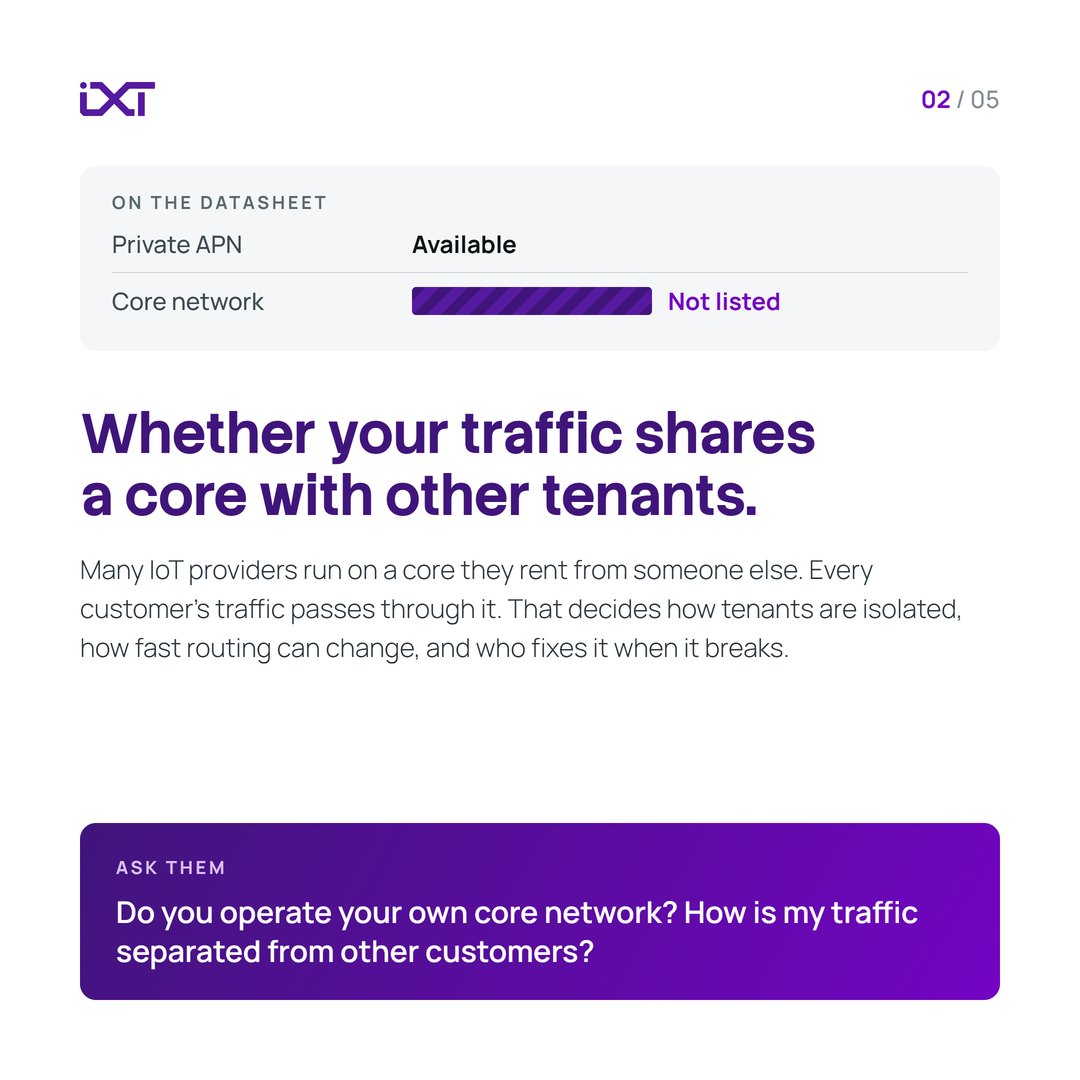 iXT
02 / 05
ON THE DATASHEET
Private APN Available
Core network Not listed
Whether your traffic shares
a core with other tenants.
Many IoT providers run on a core they rent from someone else. Every
customer's traffic passes through it. That decides how tenants are isolated,
how fast routing can change, and who fixes it when it breaks.
ASK THEM
Do you operate your own core network? How is my traffic
separated from other customers?